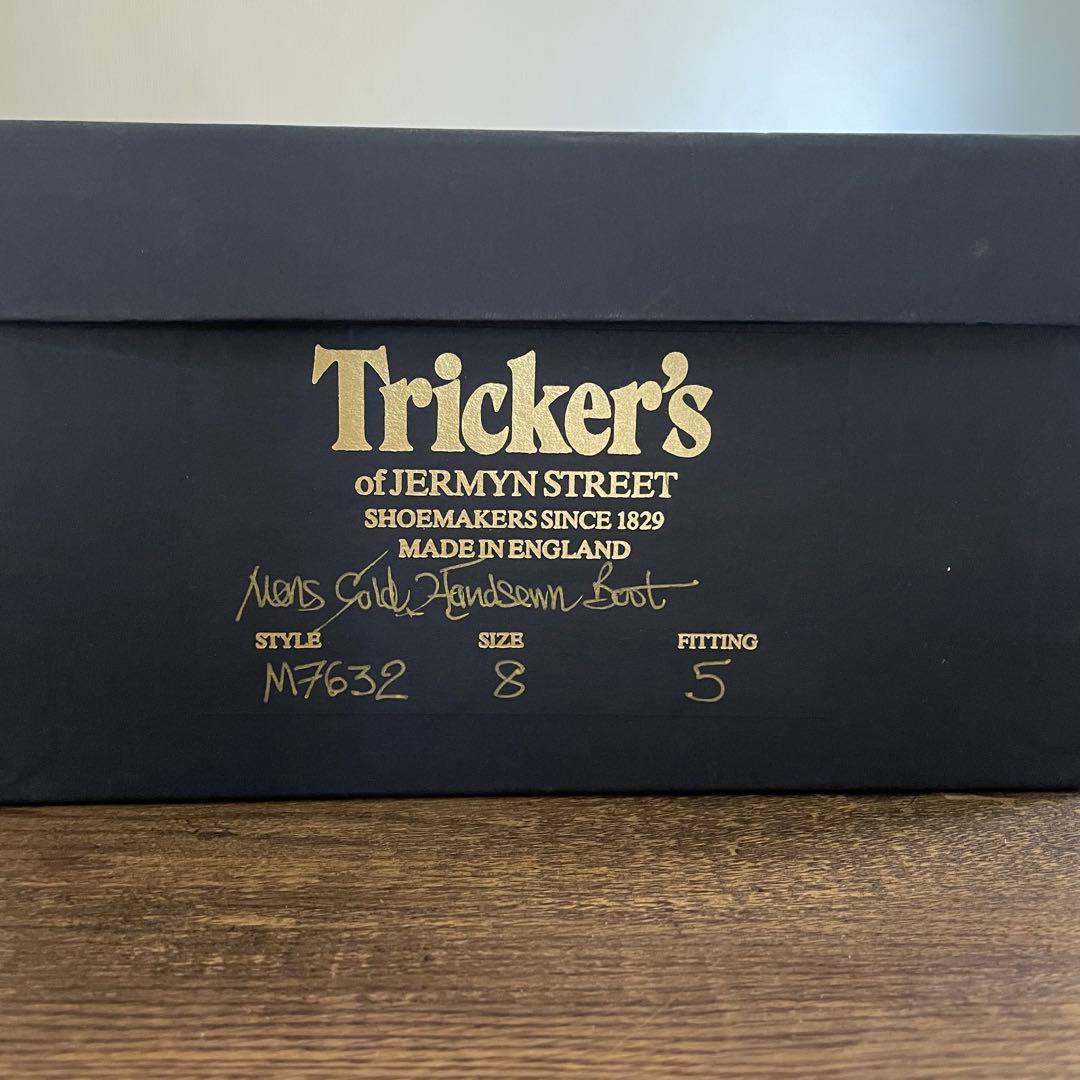 Tricker's
of JERMYN STREET
SHOEMAKERS SINCE 1829
MADE IN ENGLAND
Mens Gold Handsewn Boot
STYLE SIZE FITTING
M7632 8 5